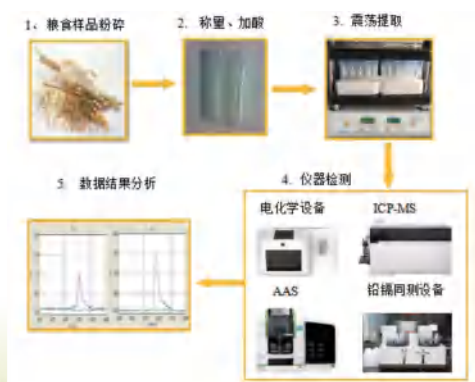 1、粮食样品粉碎
2. 称量、加酸
3. 震荡提取
4. 仪器检测
电化学设备
ICP-MS
AAS
铅镉同测设备
5. 数据结果分析